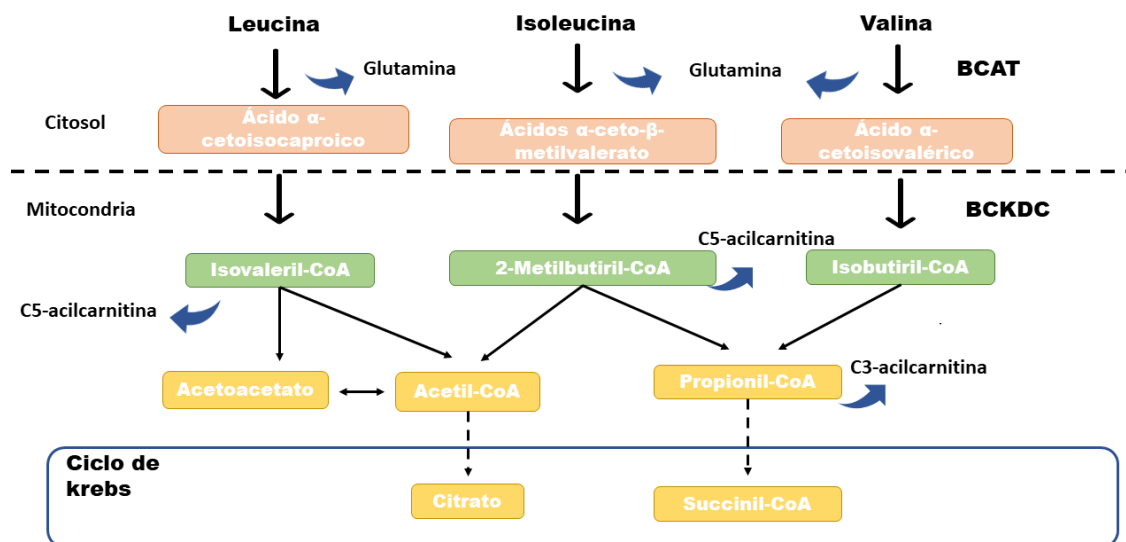 Leucina
Isoleucina
Valina
Glutamina
Glutamina
BCAT
Citosol
Ácido α-
cetoisocaproico
Ácidos α-ceto-β-
metilvalerato
Ácido α-
cetoisovalérico
Mitocondria
BCKDC
C5-acilcarnitina
Isovaleril-CoA
2-Metilbutiril-CoA
Isobutiril-CoA
C5-acilcarnitina
Acetoacetato
Acetil-CoA
Propionil-CoA
C3-acilcarnitina
Ciclo de
krebs
Citrato
Succinil-CoA